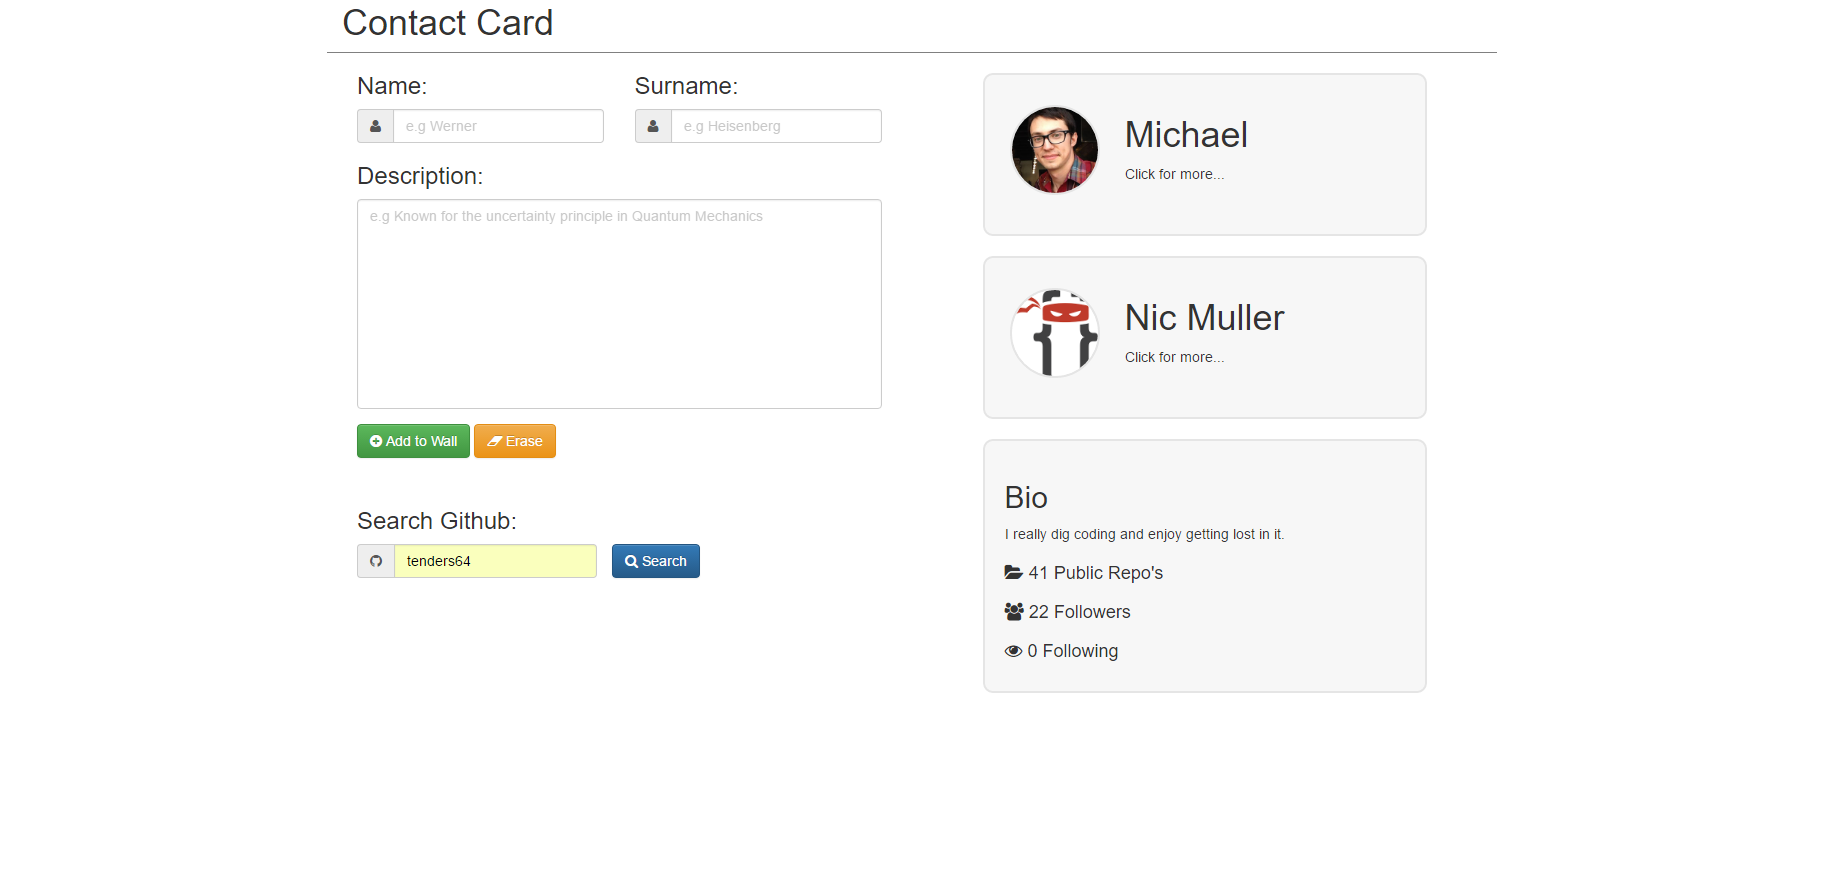 Contact Card
Name:
Surname:
e.g Werner
e.g Heisenberg
Description:
e.g Known for the uncertainty principle in Quantum Mechanics
Add to Wall
Erase
Search Github:
tenders64
Search
Michael
Click for more...
Nic Muller
Click for more...
Bio
I really dig coding and enjoy getting lost in it.
41 Public Repo's
22 Followers
0 Following